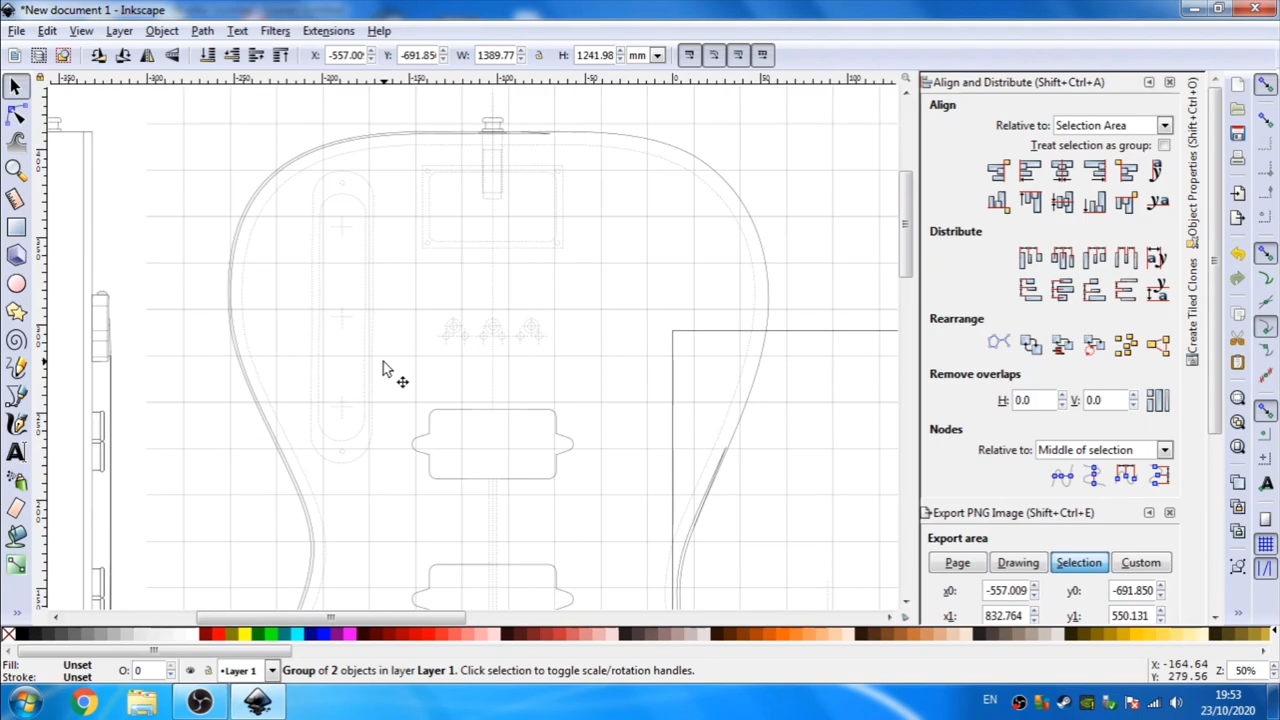 *New document 1 - Inkscape
File Edit View Layer Object Path Text Filters Extensions Help
X: -557.00 Y: -691.85 W: 1389.77 H: 1241.98 mm
Align and Distribute (Shift+Ctrl+A)
Align
Relative to: Selection Area
Treat selection as group:
Distribute
Rearrange
Remove overlaps
H: 0.0 V: 0.0
Nodes
Relative to: Middle of selection
Export PNG Image (Shift+Ctrl+E)
Export area
Page Drawing Selection Custom
x0: -557.009 y0: -691.850
x1: 832.764 y1: 550.131
Object Properties (Shift+Ctrl+O)
Create Tiled Clones
Fill: Unset
Stroke: Unset
O: 0
•Layer 1
Group of 2 objects in layer Layer 1. Click selection to toggle scale/rotation handles.
X: -164.64
Y: 279.56
Z: 50%
EN
19:53
23/10/2020